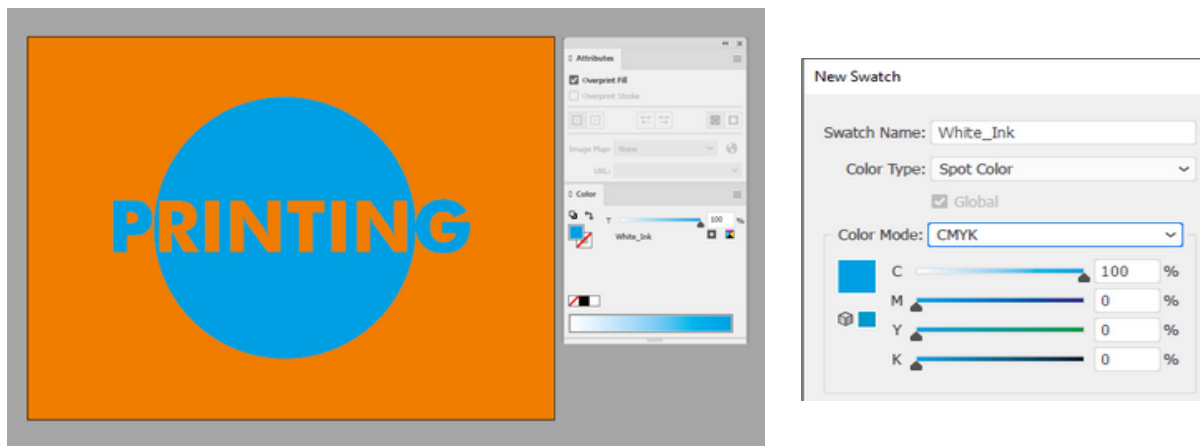 PRINTING
Attributes
Overprint Fill
Overprint Stroke
Image Map: None
URL:
Color
T 100 %
White_Ink
New Swatch
Swatch Name: White_Ink
Color Type: Spot Color
Global
Color Mode: CMYK
C 100 %
M 0 %
Y 0 %
K 0 %